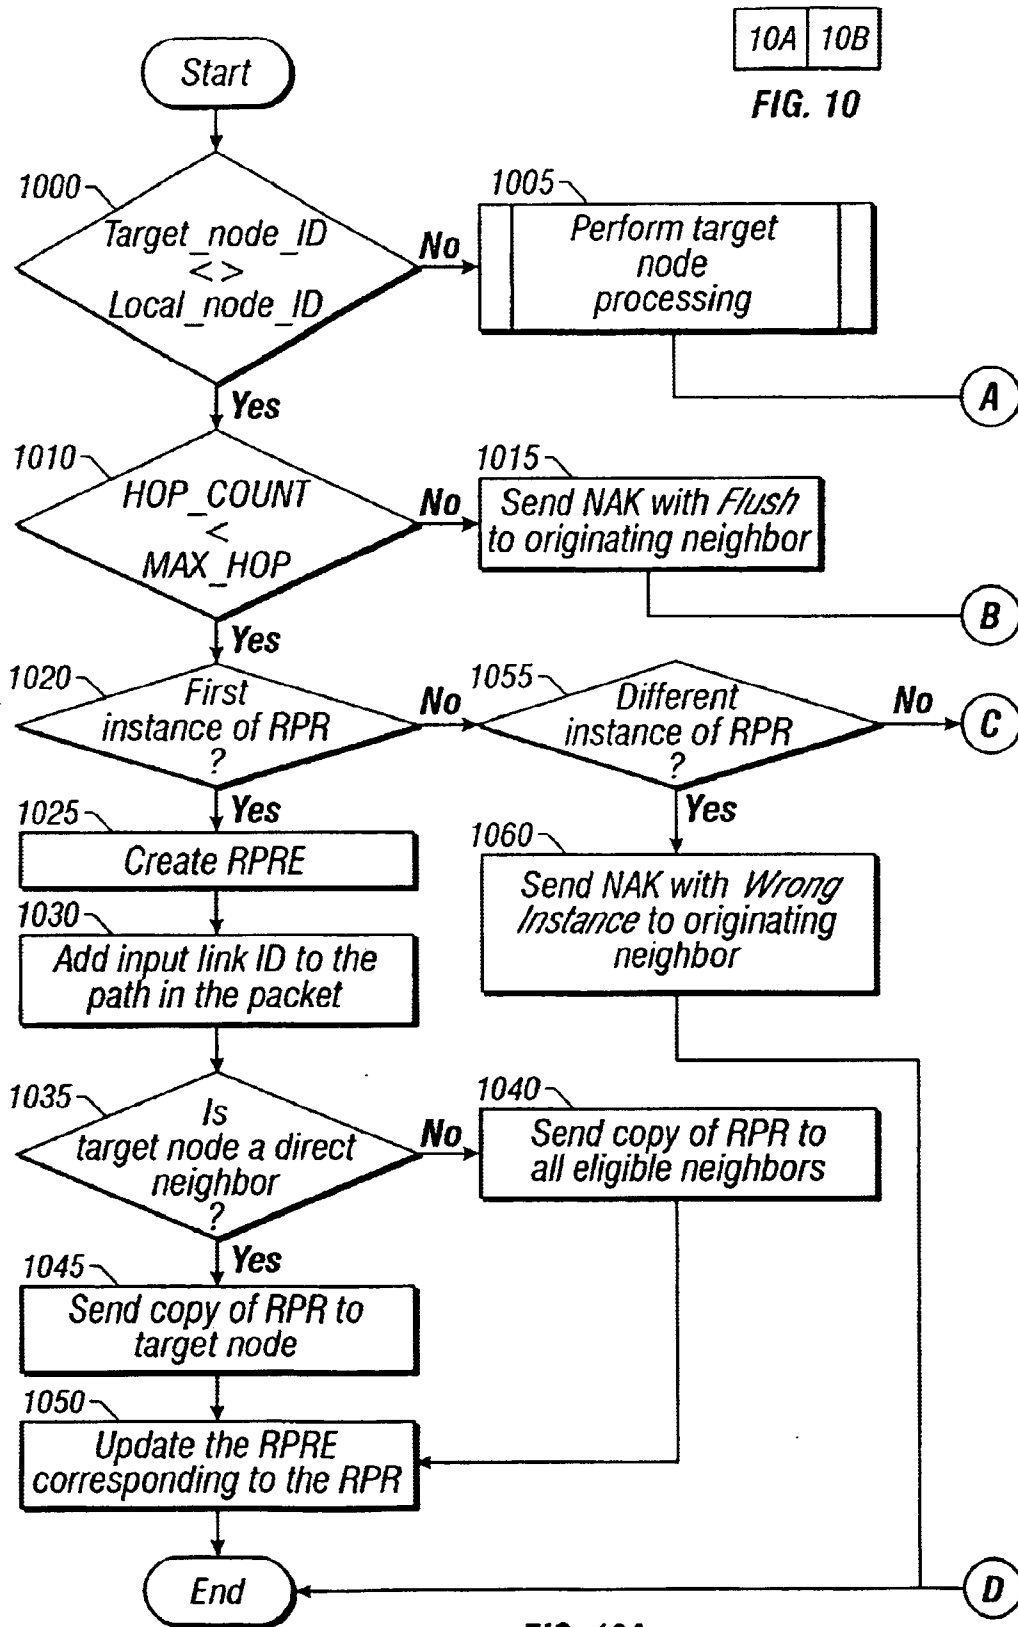 10A 10B
FIG. 10
Start
1000
Target_node_ID
< >
Local_node_ID
No
Yes
1005
Perform target
node
processing
A
1010
HOP_COUNT
<
MAX_HOP
No
Yes
1015
Send NAK with Flush
to originating neighbor
B
1020
First
instance of RPR
?
No
Yes
1055
Different
instance of RPR
?
No
C
Yes
1025
Create RPRE
1060
Send NAK with Wrong
Instance to originating
neighbor
1030
Add input link ID to the
path in the packet
1035
Is
target node a direct
neighbor
?
No
Yes
1040
Send copy of RPR to
all eligible neighbors
1045
Send copy of RPR to
target node
1050
Update the RPRE
corresponding to the RPR
End
D